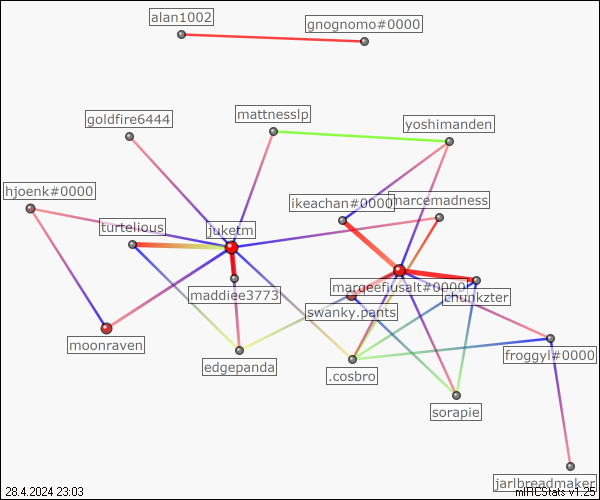 alan1002
gnognomo#0000
goldfire6444
mattnesslp
yoshimanden
hjoenk#0000
ikeachan#0000
marcemadness
turtelious
juketm
maddiee3773
margeefiusalt#0000
chunkzter
swanky.pants
moonraven
edgepanda
.cosbro
froggyl#0000
sorapie
jarlbreadmaker
28.4.2024 23:03
mIRCStats v1.25